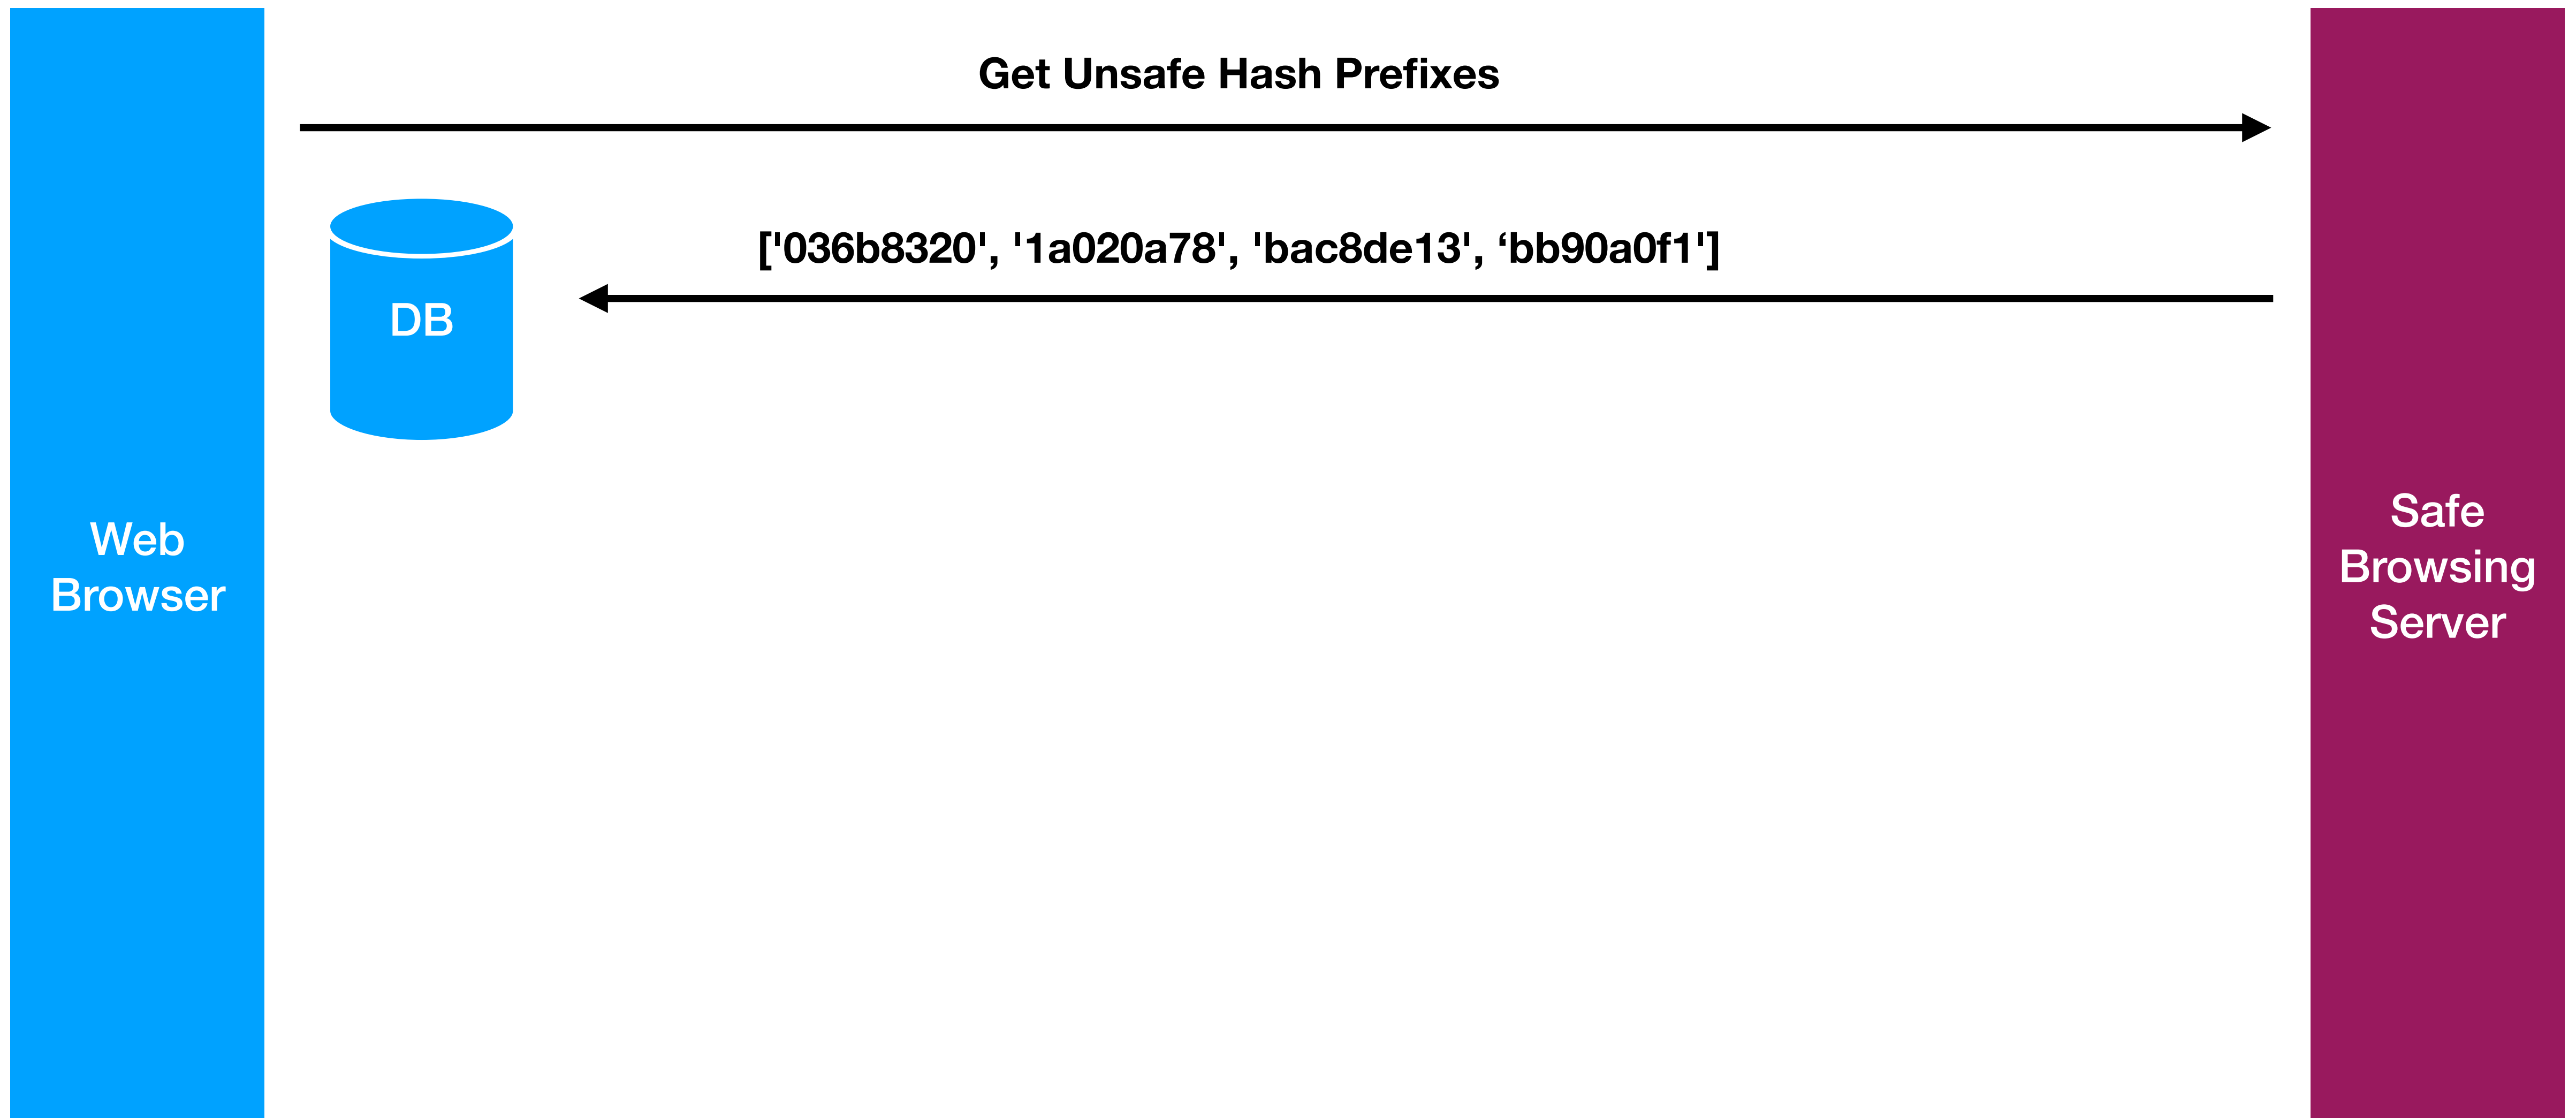 Get Unsafe Hash Prefixes
['036b8320', '1a020a78', 'bac8de13', ‘bb90a0f1']
DB
Web
Browser
Safe
Browsing
Server